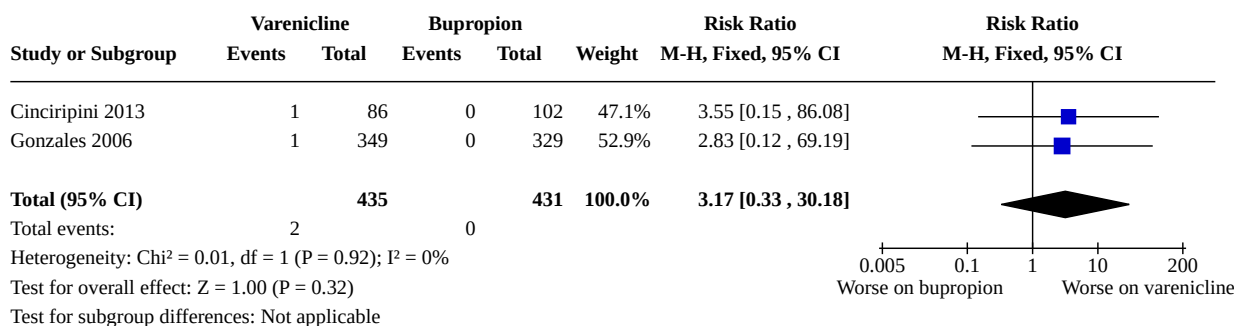 Varenicline Bupropion Risk Ratio Risk Ratio
Study or Subgroup Events Total Events Total Weight M-H, Fixed, 95% CI M-H, Fixed, 95% CI
Cinciripini 2013 1 86 0 102 47.1% 3.55 [0.15 , 86.08]
Gonzales 2006 1 349 0 329 52.9% 2.83 [0.12 , 69.19]
Total (95% CI) 435 431 100.0% 3.17 [0.33 , 30.18]
Total events: 2 0
Heterogeneity: Chi² = 0.01, df = 1 (P = 0.92); I² = 0%
Test for overall effect: Z = 1.00 (P = 0.32)
Test for subgroup differences: Not applicable
0.005 0.1 1 10 200
Worse on bupropion Worse on varenicline